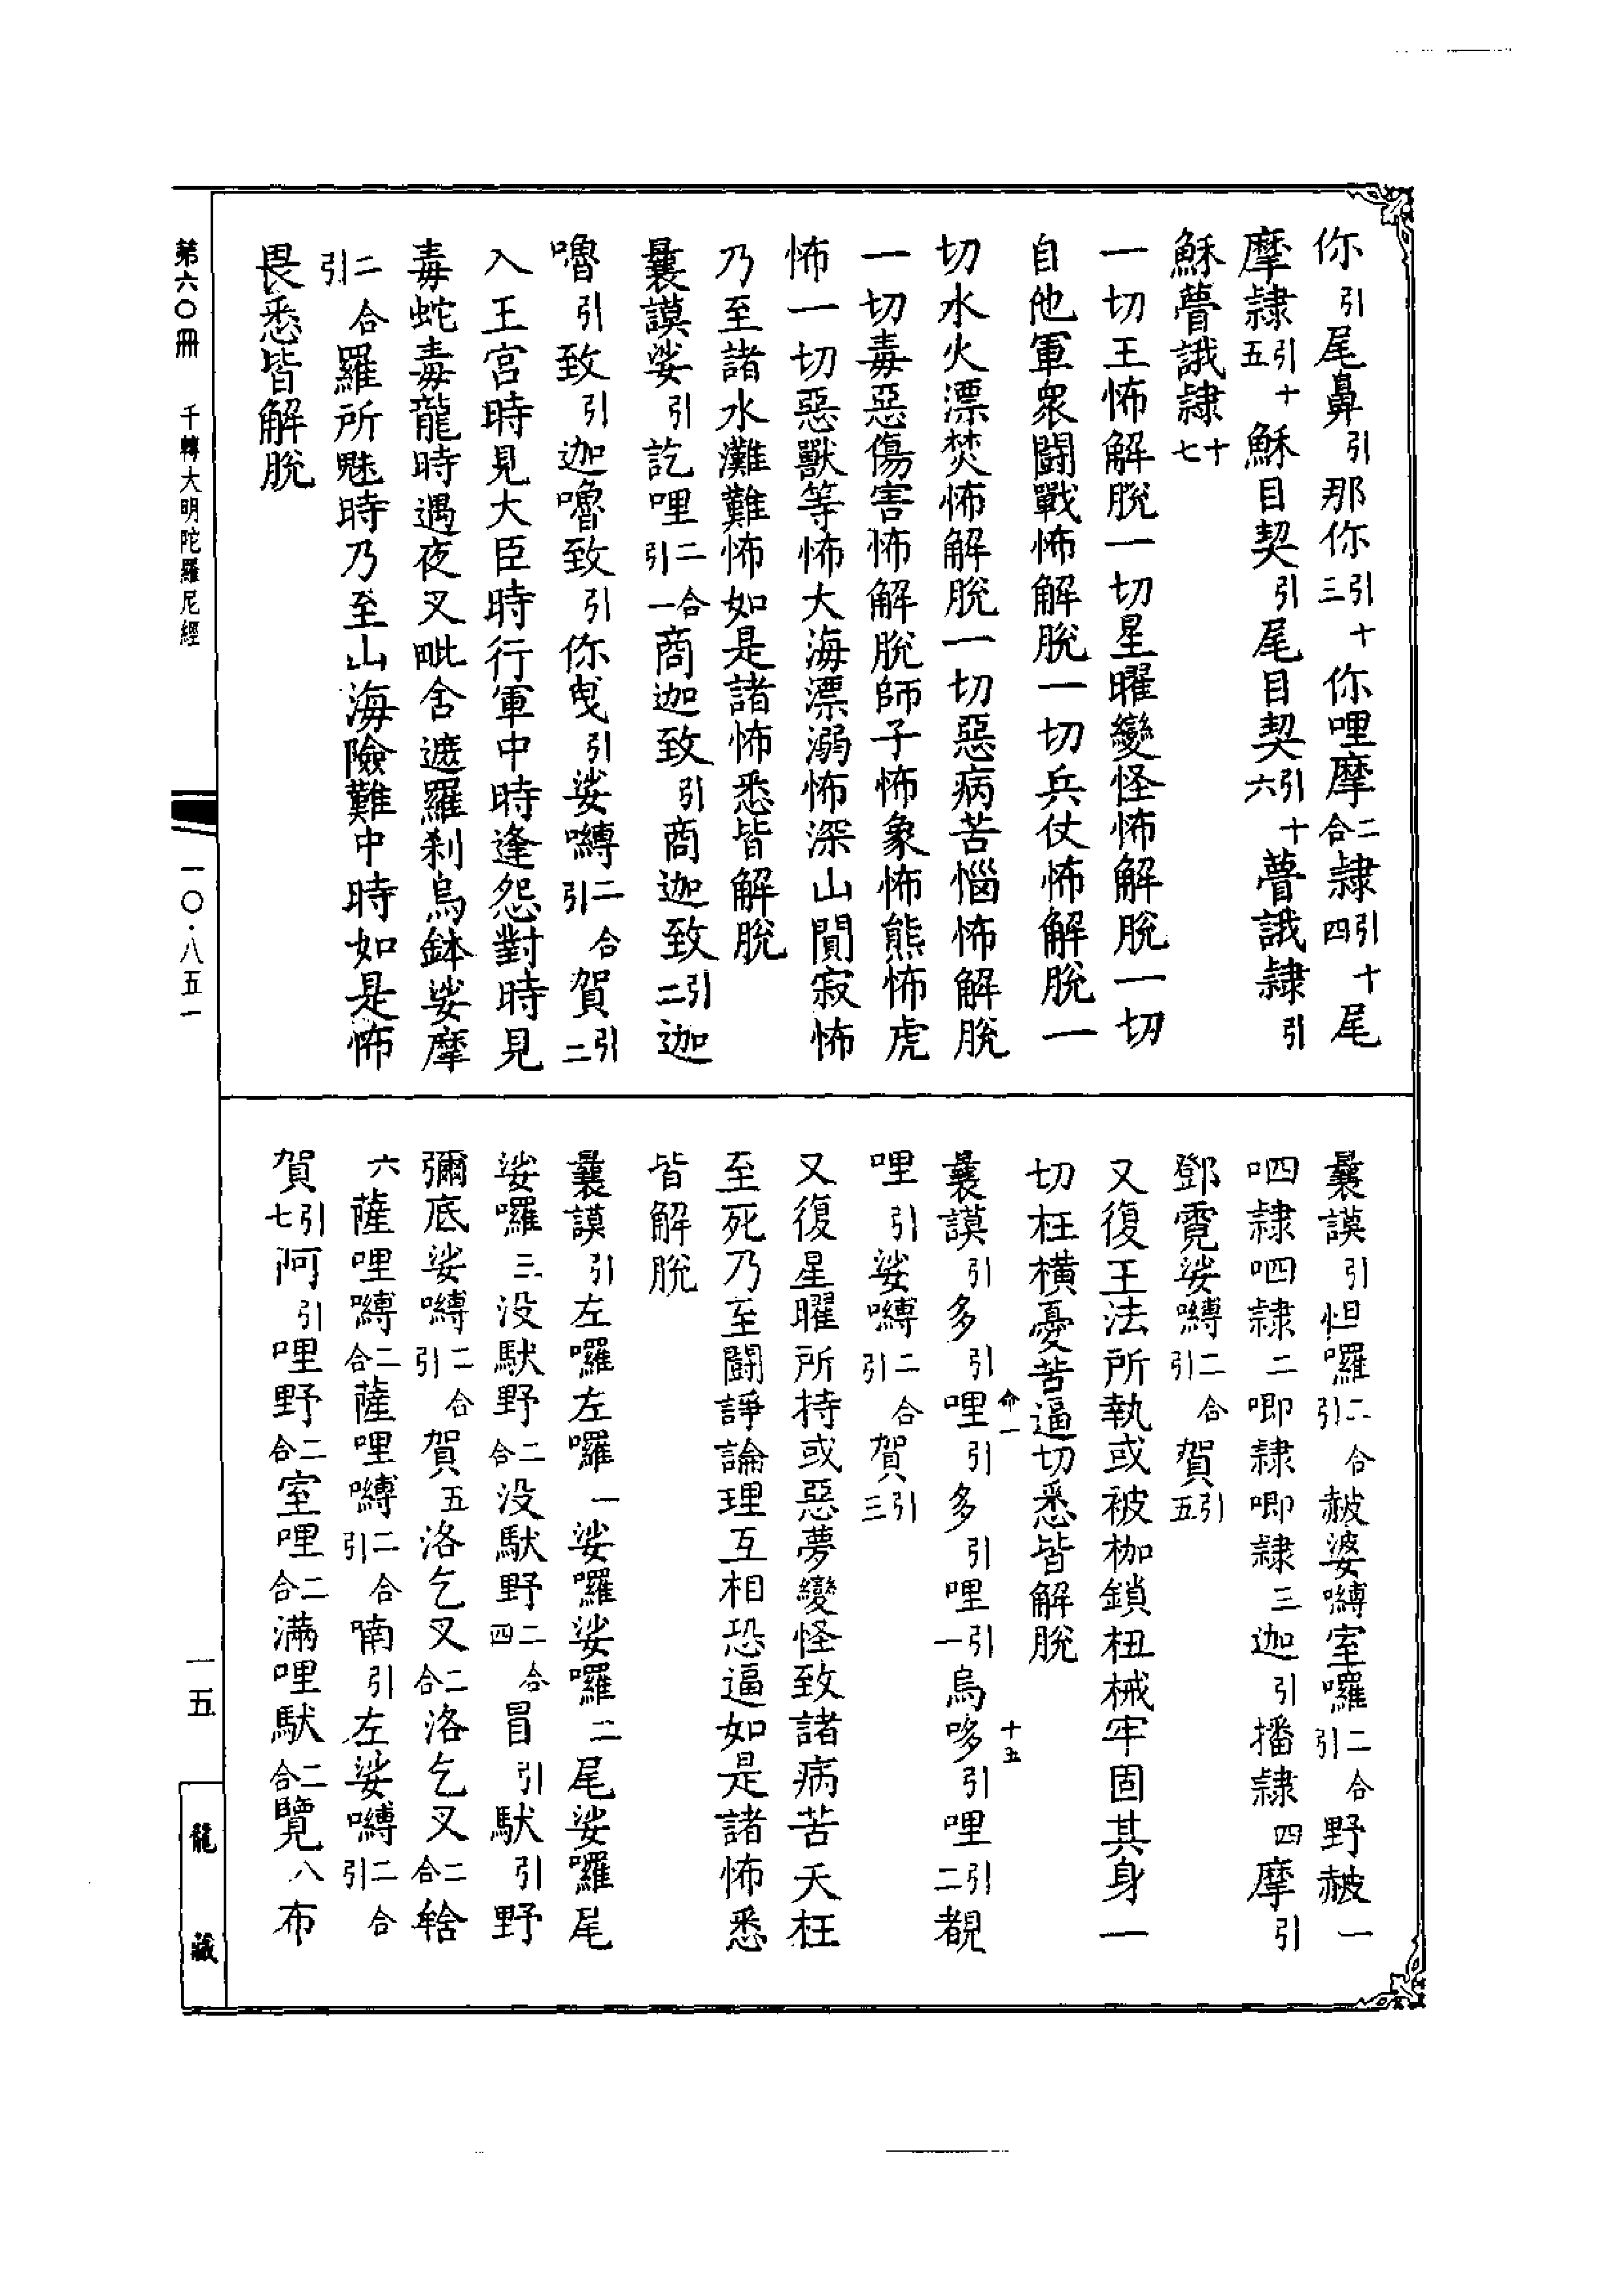 你引尾鼻引那你引十三你哩摩二合隷引十四尾
摩隷引十五穌目契引尾目契引十六瞢誐隷引
穌瞢誐隷十七
一切王怖解脫一切星曜變怪怖解脫一切
自他軍衆鬪戰怖解脫一切兵仗怖解脫一
切水火漂焚怖解脫一切惡病苦惱怖解脫
一切毒惡傷害怖解脫師子怖象怖熊怖虎
怖一切惡獸等怖大海漂溺怖深山閴寂怖
乃至諸水灘難怖如是諸怖悉皆解脫
曩謨娑引訖哩二合引一商迦致引商迦致引二迦
嚕引致引迦嚕致引你曳引娑嚩二合引賀引二
入王宮時見大臣時行軍中時逢怨對時見
毒蛇毒龍時遇夜叉毗舍遮羅刹烏鉢娑摩
二合引羅所魅時乃至山海險難中時如是怖
畏悉皆解脫
曩謨引怛囉二合引赦婆嚩室囉二合引野赦一
呬隷呬隷二唧隷唧隷三迦引播隷四摩引
鄧霓娑嚩二合引賀引五
又復王法所執或被枷鎖杻械牢固其身一
切枉橫憂苦逼切悉皆解脫
曩謨引多引哩引多引哩引一烏哆引哩引二覩
哩引娑嚩二合引賀引三
又復星曜所持或惡夢變怪致諸病苦夭枉
至死乃至鬪諍論理互相恐逼如是諸怖悉
皆解脫
曩謨引左囉左囉一娑囉娑囉二尾娑囉尾
娑囉三沒馱野二合沒馱野二合四冒引馱引野
彌底娑嚩二合引賀五洛乞叉二合洛乞叉二合䭇
六薩哩嚩二合薩哩嚩二合引喃引左娑嚩二合引
賀引七阿引哩野二合室哩二合滿哩馱二合覽八布
命一
十五
第六〇冊
千轉大明陀羅尼經
一〇·八五一
一五
龍藏